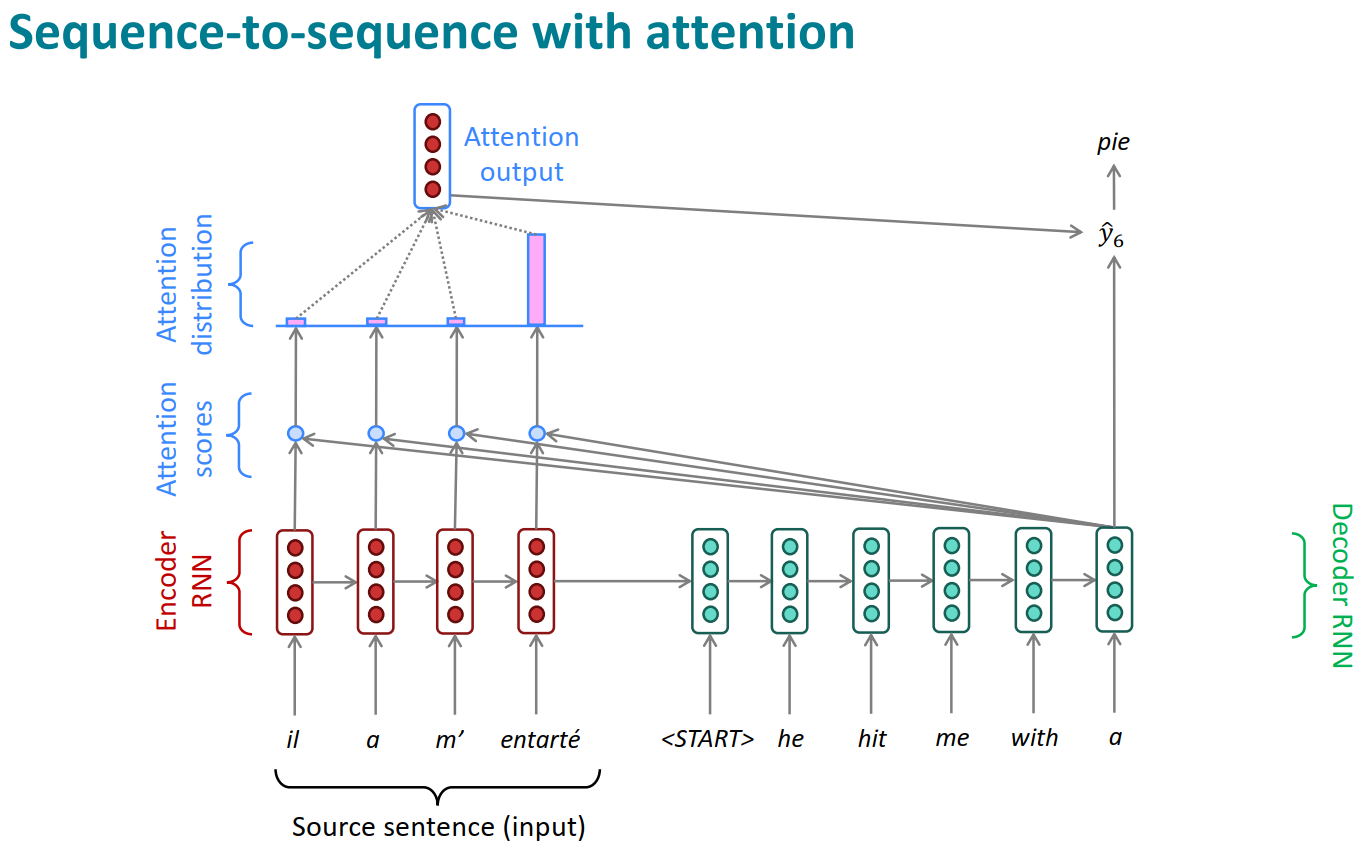 Sequence-to-sequence with attention
Attention
output
pie
ŷ₆
Attention
distribution
Attention
scores
Encoder
RNN
Decoder RNN
il a m’ entarté <START> he hit me with a
Source sentence (input)